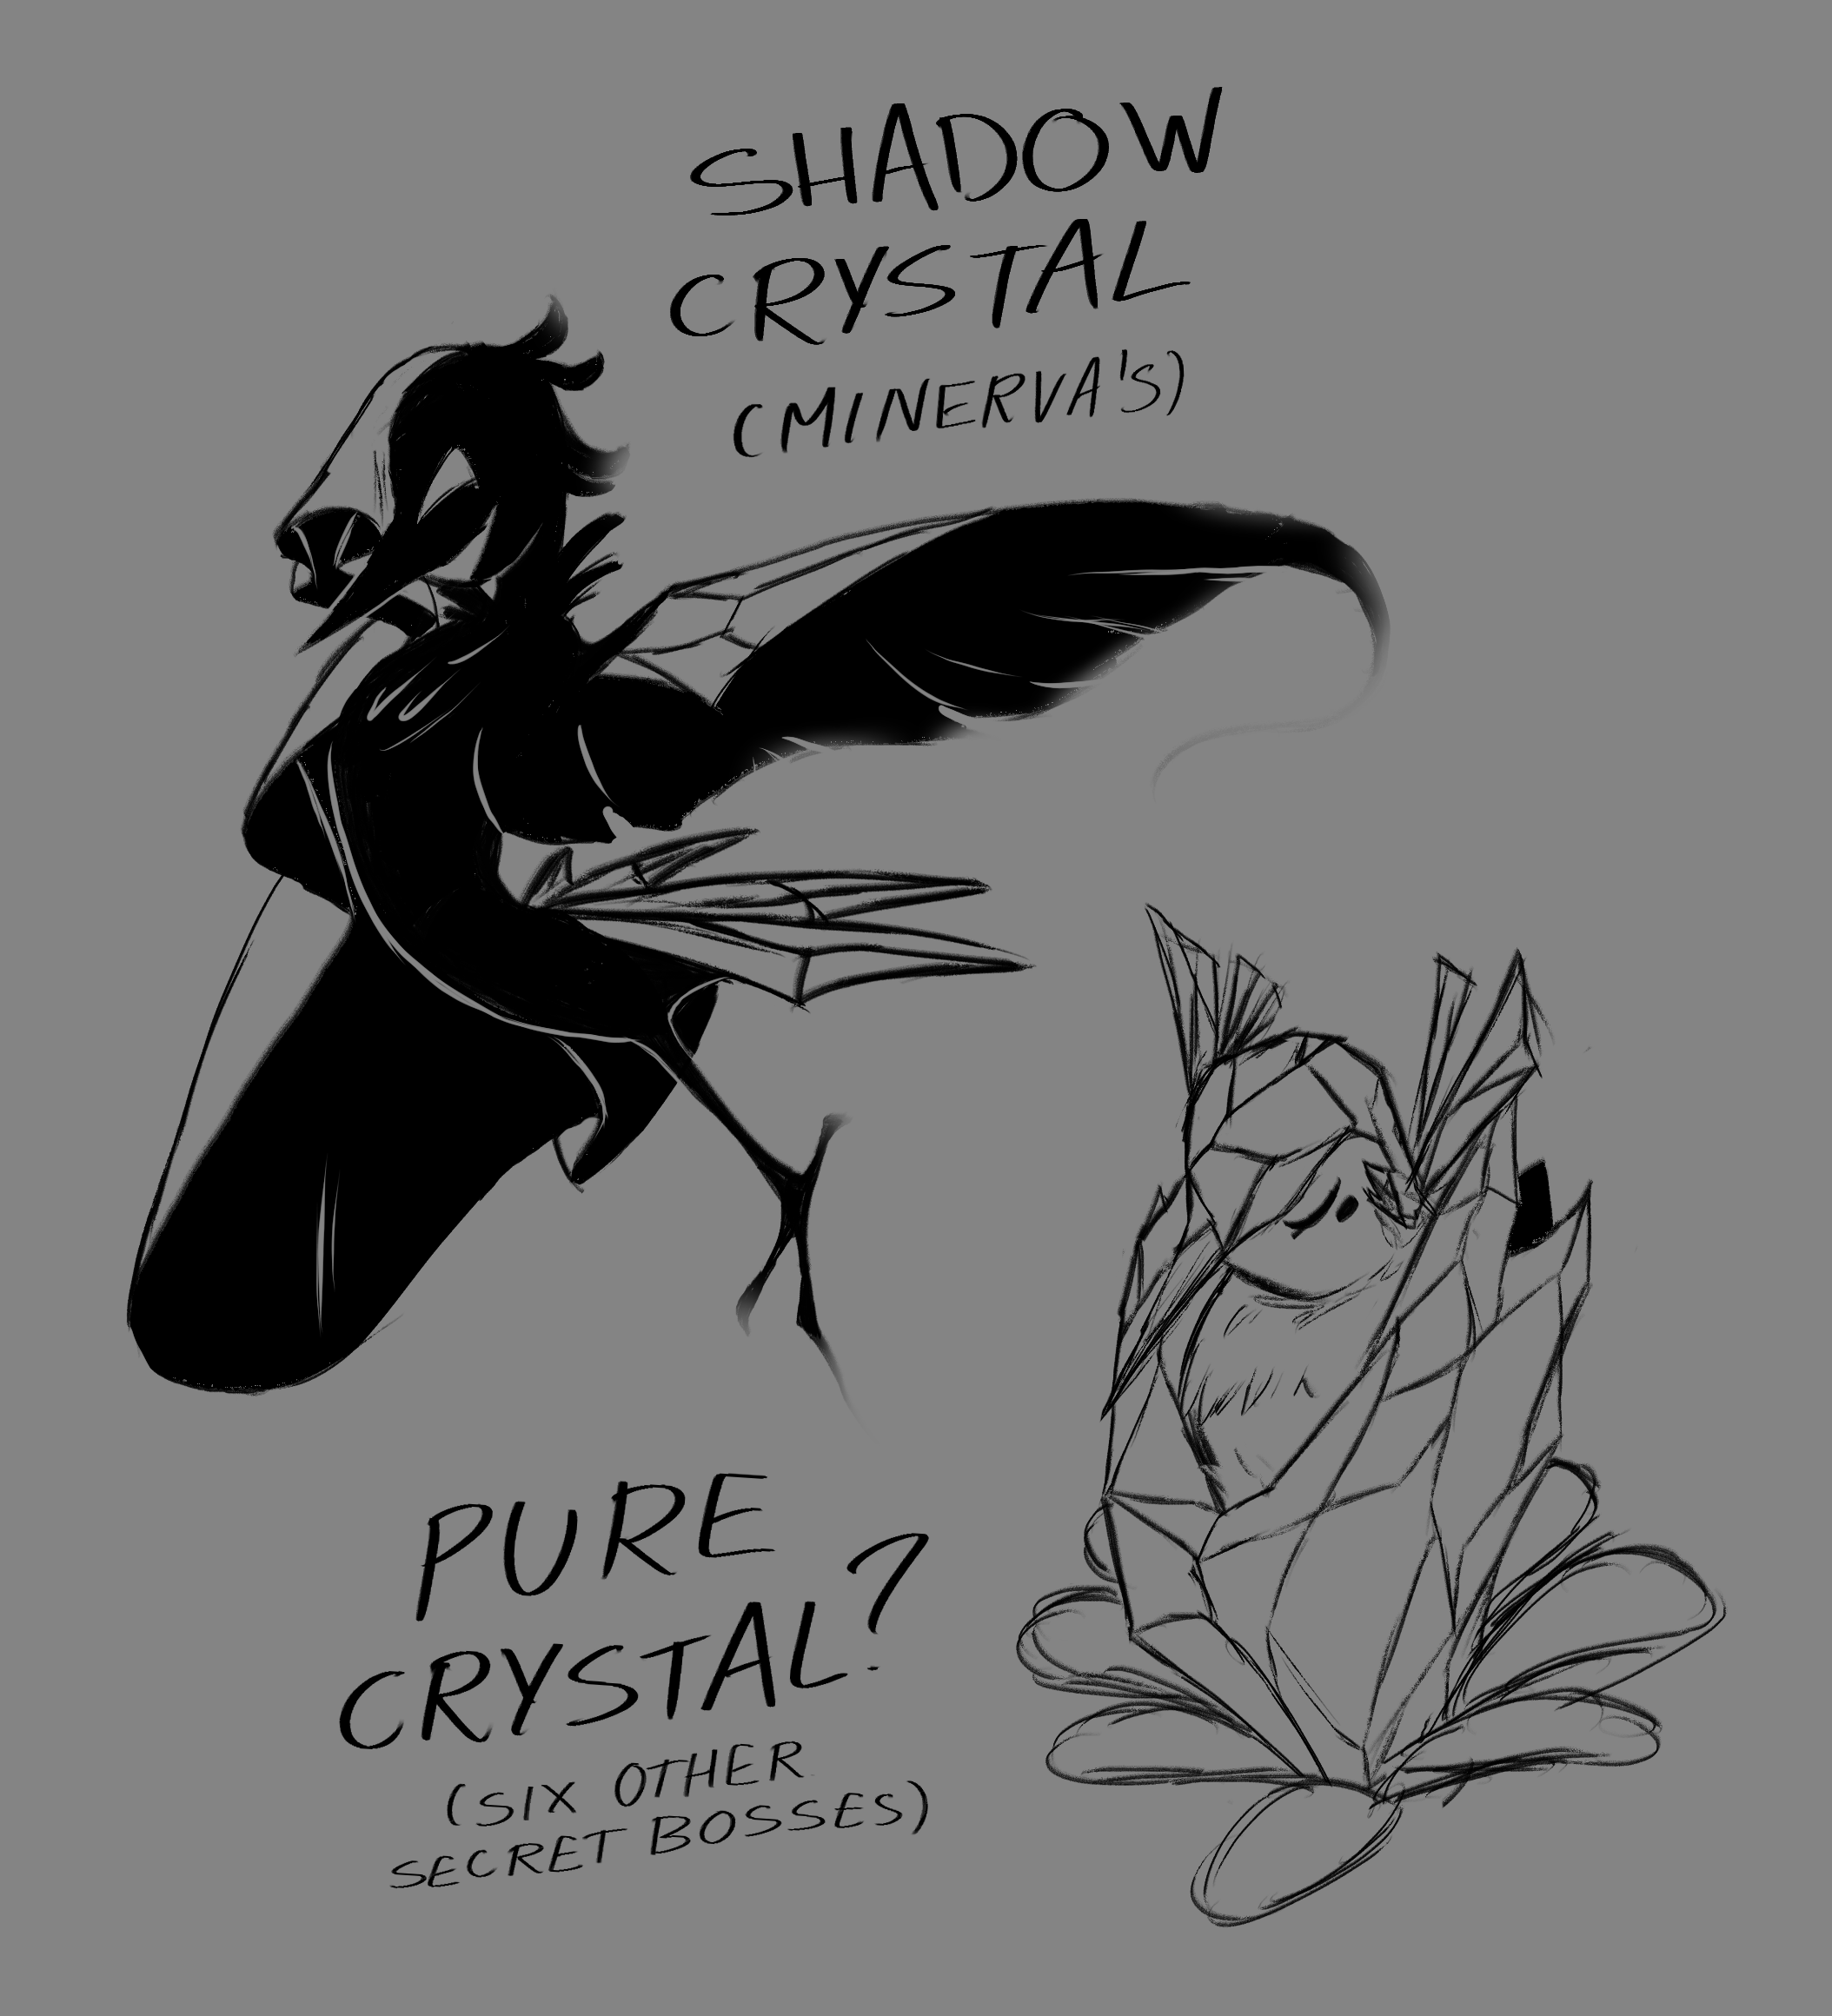 SHADOW
CRYSTAL
(MINERVA'S)
PURE
CRYSTAL?
(SIX OTHER
SECRET BOSSES)